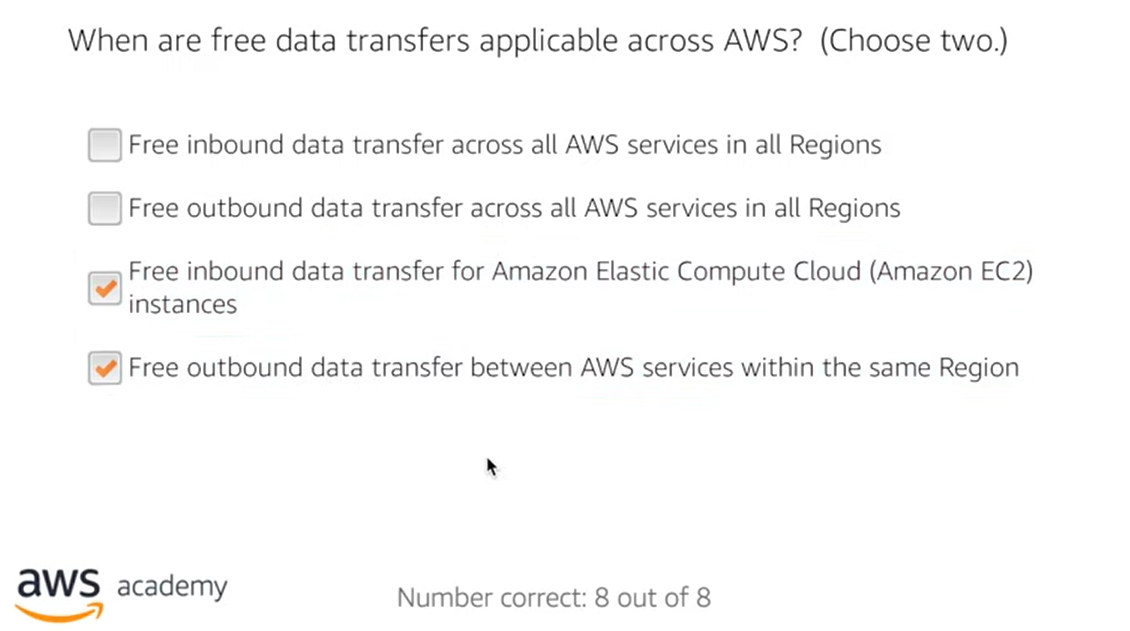 When are free data transfers applicable across AWS? (Choose two.)
Free inbound data transfer across all AWS services in all Regions
Free outbound data transfer across all AWS services in all Regions
Free inbound data transfer for Amazon Elastic Compute Cloud (Amazon EC2)
instances
Free outbound data transfer between AWS services within the same Region
aws academy
Number correct: 8 out of 8